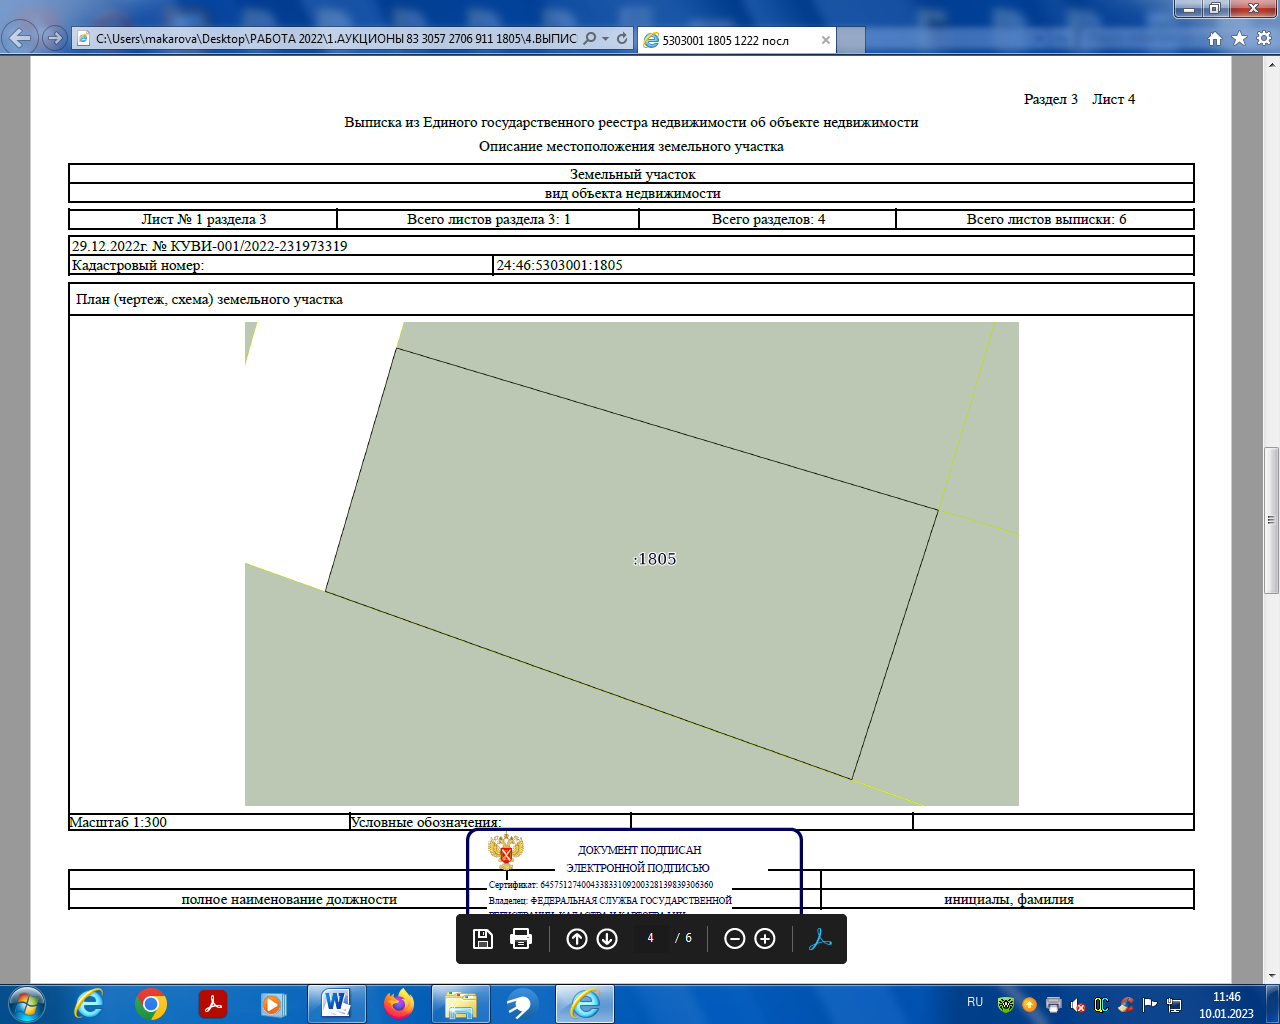 C:\Users\makarova\Desktop\РАБОТА 2022\1.АУКЦИОНЫ 83 3057 2706 911 1805\4.ВЫПИС
5303001 1805 1222 посл
Раздел 3 Лист 4
Выписка из Единого государственного реестра недвижимости об объекте недвижимости
Описание местоположения земельного участка
Земельный участок
вид объекта недвижимости
Лист № 1 раздела 3 Всего листов раздела 3: 1 Всего разделов: 4 Всего листов выписки: 6
29.12.2022г. № КУВИ-001/2022-231973319
Кадастровый номер: 24:46:5303001:1805
План (чертеж, схема) земельного участка
:1805
Масштаб 1:300 Условные обозначения:
ДОКУМЕНТ ПОДПИСАН
ЭЛЕКТРОННОЙ ПОДПИСЬЮ
Сертификат: 645751274004338331092003281398393063​60
Владелец: ФЕДЕРАЛЬНАЯ СЛУЖБА ГОСУДАРСТВЕННОЙ
РЕГИСТРАЦИИ, КАДАСТРА И КАРТОГРАФИИ
полное наименование должности инициалы, фамилия
4 / 6
RU
11:46
10.01.2023